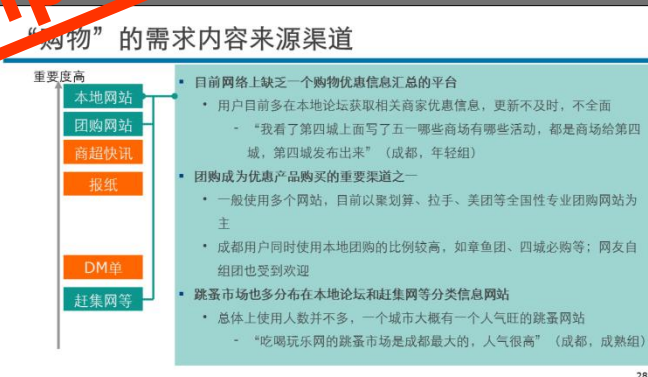 “购物”的需求内容来源渠道
重要度高
本地网站
团购网站
商超快讯
报纸
DM单
赶集网等
▪ 目前网络上缺乏一个购物优惠信息汇总的平台
• 用户目前多在本地论坛获取相关商家优惠信息，更新不及时，不全面
- “我看了第四城上面写了五一哪些商场有哪些活动，都是商场给第四
城，第四城发布出来”（成都，年轻组）
▪ 团购成为优惠产品购买的重要渠道之一
• 一般使用多个网站，目前以聚划算、拉手、美团等全国性专业团购网站为
主
• 成都用户同时使用本地团购的比例较高，如章鱼团、四城必购等；网友自
组团也受到欢迎
▪ 跳蚤市场也多分布在本地论坛和赶集网等分类信息网站
• 总体上使用人数并不多，一个城市大概有一个人气旺的跳蚤网站
- “吃喝玩乐网的跳蚤市场是成都最大的，人气很高”（成都，成熟组）
28